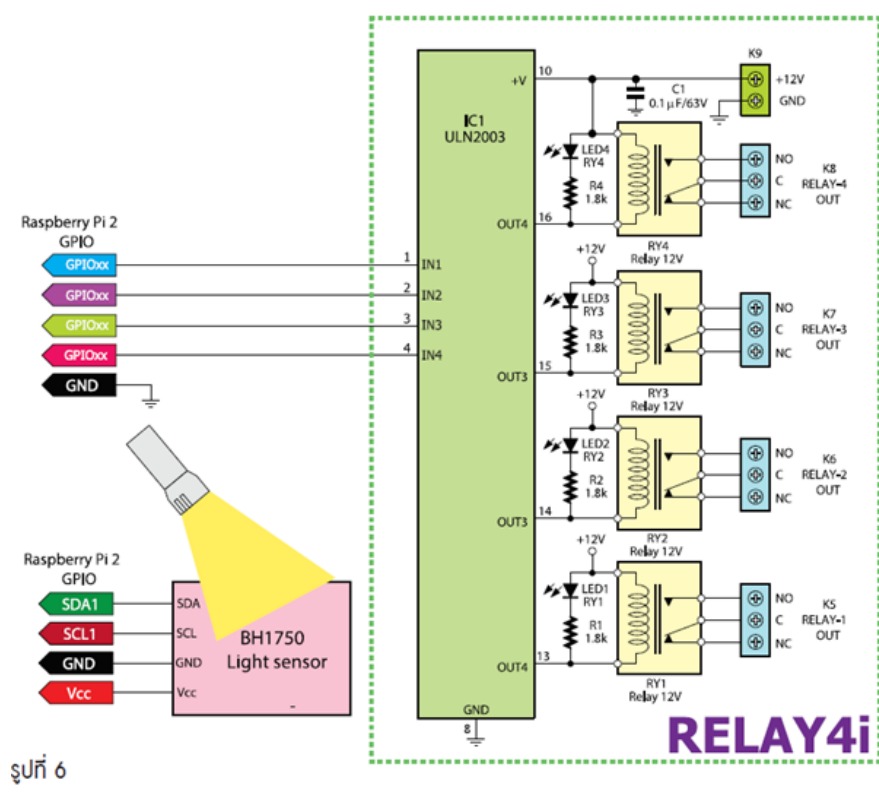 K9
+12V
GND
+V
10
C1
0.1µF/63V
IC1
ULN2003
LED4
RY4
R4
1.8k
OUT4
16
RY4
Relay 12V
NO
C
NC
K8
RELAY-4
OUT
Raspberry Pi 2
GPIO
GPIOxx
1
IN1
GPIOxx
2
IN2
GPIOxx
3
IN3
GPIOxx
4
IN4
GND
+12V
LED3
RY3
R3
1.8k
OUT3
15
RY3
Relay 12V
NO
C
NC
K7
RELAY-3
OUT
+12V
LED2
RY2
R2
1.8k
OUT3
14
RY2
Relay 12V
NO
C
NC
K6
RELAY-2
OUT
+12V
LED1
RY1
R1
1.8k
OUT4
13
RY1
Relay 12V
NO
C
NC
K5
RELAY-1
OUT
Raspberry Pi 2
GPIO
SDA1
SDA
SCL1
SCL
GND
GND
Vcc
Vcc
BH1750
Light sensor
GND
8
RELAY4i
รูปที่ 6